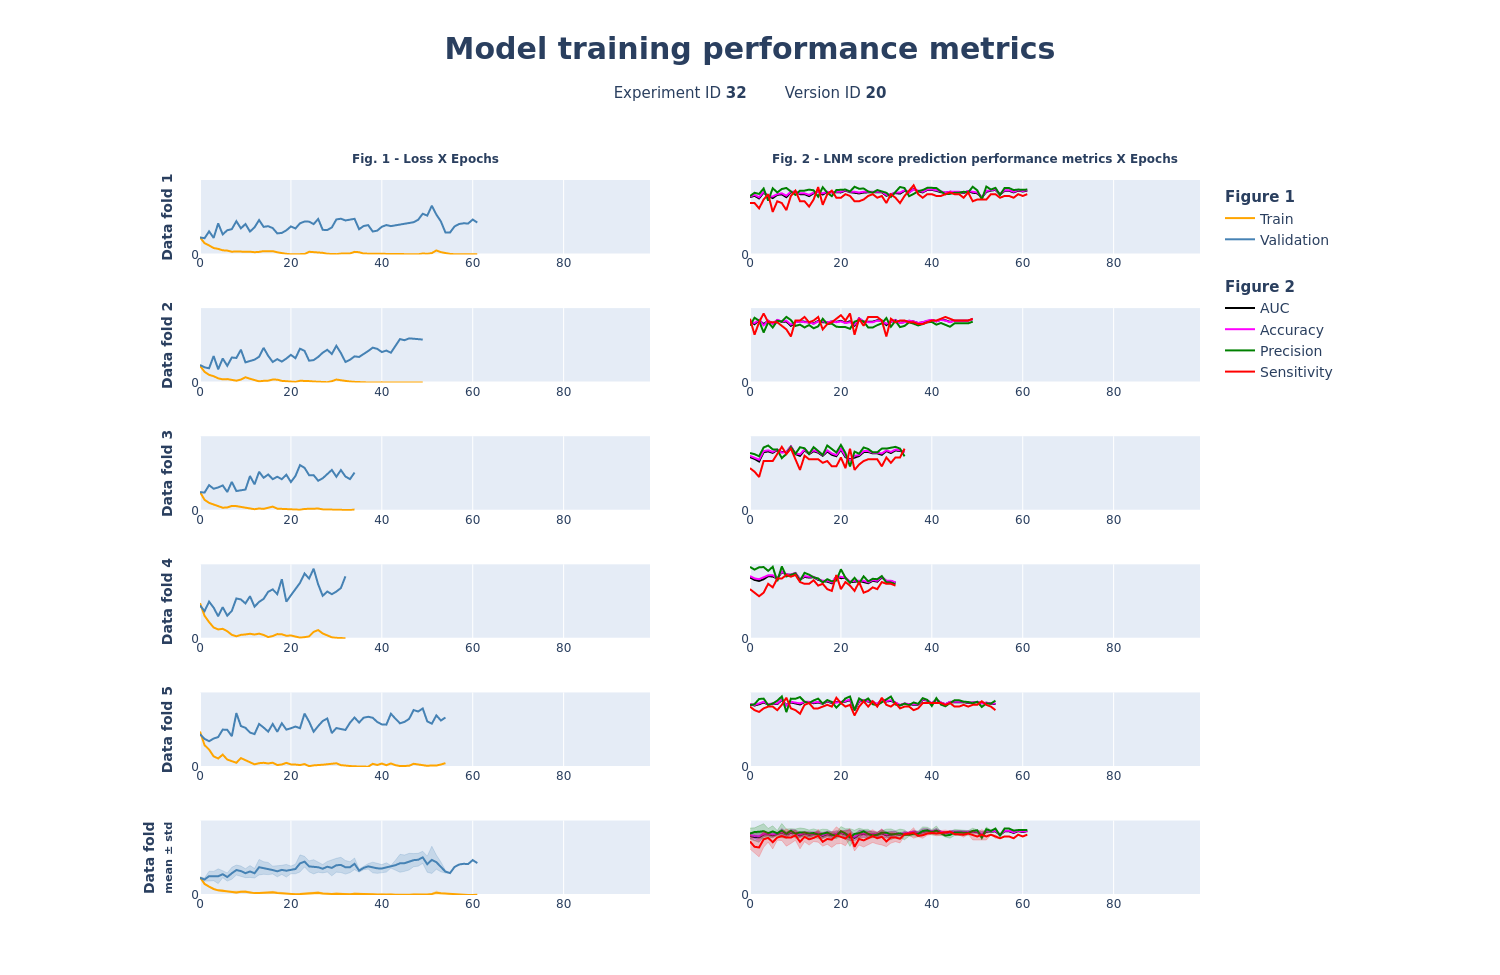 Model training performance metrics
Experiment ID 32 Version ID 20
Fig. 1 - Loss X Epochs
Fig. 2 - LNM score prediction performance metrics X Epochs
Data fold 1
0
0 20 40 60 80
0
0 20 40 60 80
Figure 1
Train
Validation
Figure 2
AUC
Accuracy
Precision
Sensitivity
Data fold 2
0
0 20 40 60 80
0
0 20 40 60 80
Data fold 3
0
0 20 40 60 80
0
0 20 40 60 80
Data fold 4
0
0 20 40 60 80
0
0 20 40 60 80
Data fold 5
0
0 20 40 60 80
0
0 20 40 60 80
Data fold
mean ± std
0
0 20 40 60 80
0
0 20 40 60 80